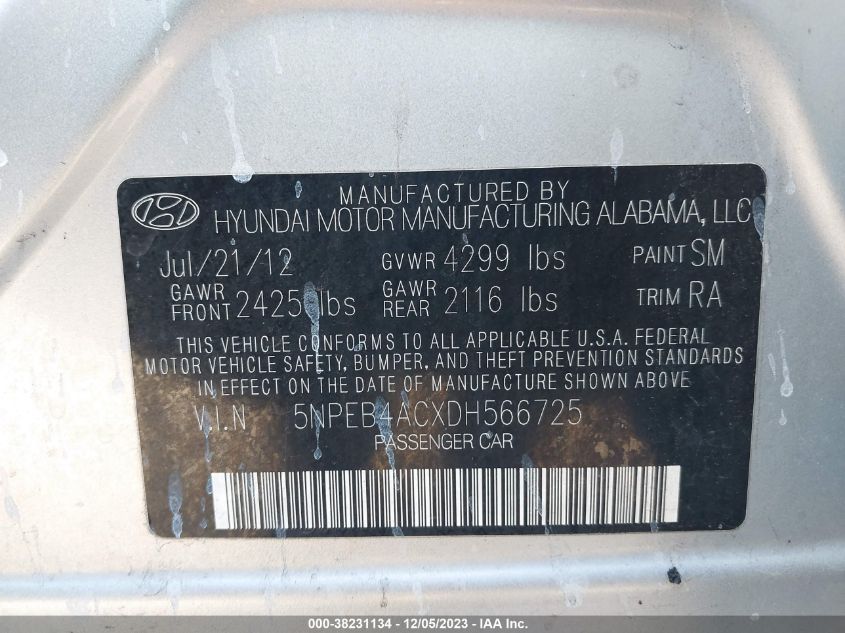 MANUFACTURED BY
HYUNDAI MOTOR MANUFACTURING ALABAMA, LLC
Jul/21/12 GVWR 4299 lbs PAINT SM
GAWR FRONT 2425 lbs GAWR REAR 2116 lbs TRIM RA
THIS VEHICLE CONFORMS TO ALL APPLICABLE U.S.A. FEDERAL
MOTOR VEHICLE SAFETY, BUMPER, AND THEFT PREVENTION STANDARDS
IN EFFECT ON THE DATE OF MANUFACTURE SHOWN ABOVE
V.I.N 5NPEB4ACXDH566725
PASSENGER CAR
000-38231134 - 12/05/2023 - IAA Inc.